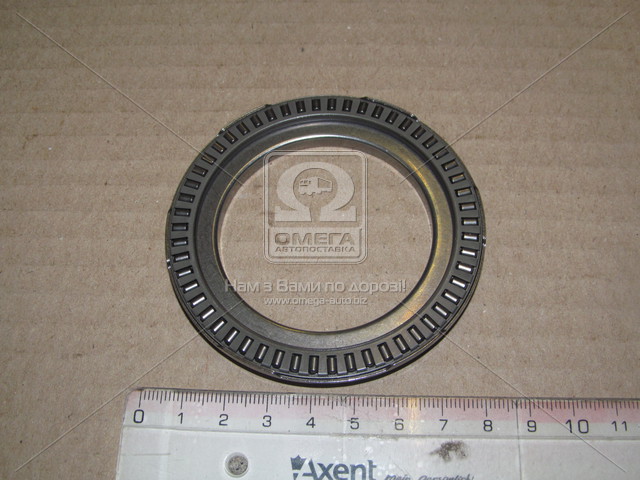 ОМЕГА
АВТОПОСТАВКА
Нам з Вами по дорозі!
www.omega-auto.biz
0 1 2 3 4 5 6 7 8 9 10 11
Axent